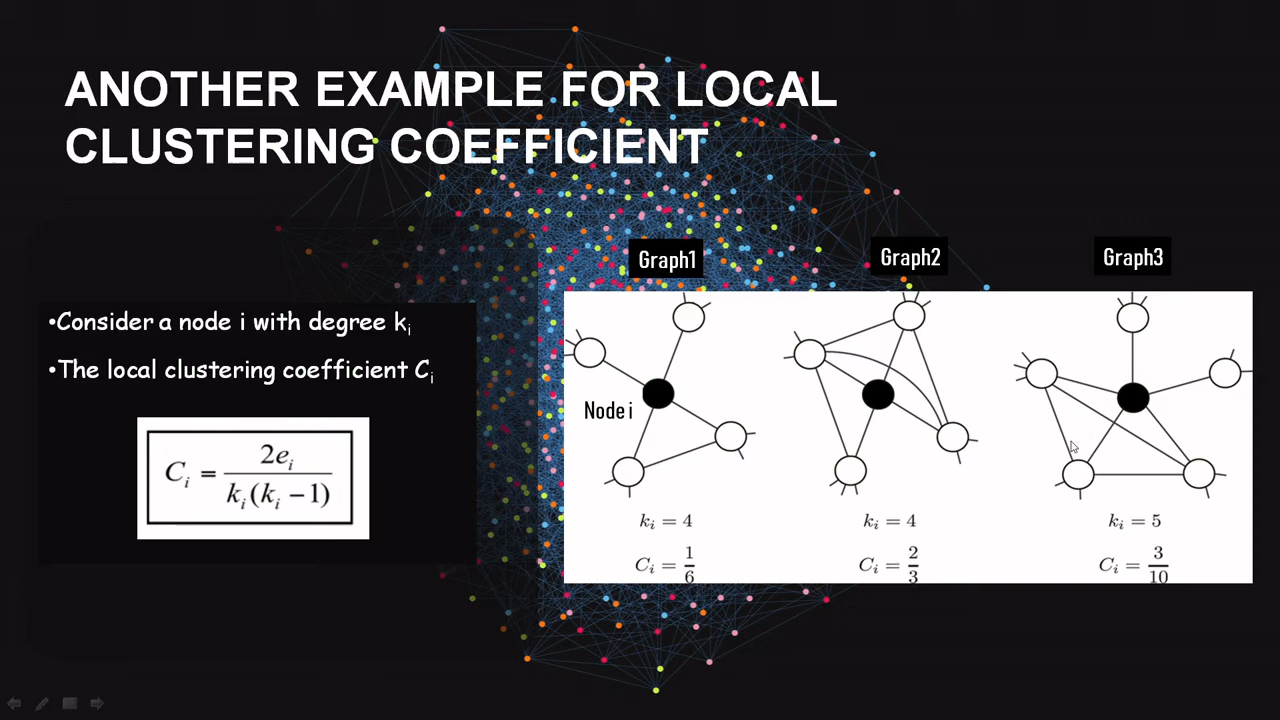 ANOTHER EXAMPLE FOR LOCAL
CLUSTERING COEFFICIENT
•Consider a node i with degree kᵢ
•The local clustering coefficient Cᵢ
Cᵢ = 2eᵢ / kᵢ(kᵢ − 1)
Graph1
Graph2
Graph3
Node i
kᵢ = 4
kᵢ = 4
kᵢ = 5
Cᵢ = 1/6
Cᵢ = 2/3
Cᵢ = 3/10